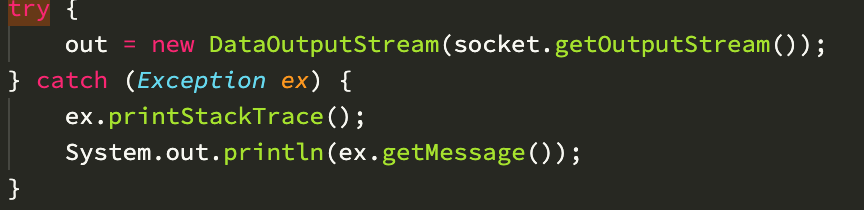 try {
    out = new DataOutputStream(socket.getOutputStream());
} catch (Exception ex) {
    ex.printStackTrace();
    System.out.println(ex.getMessage());
}